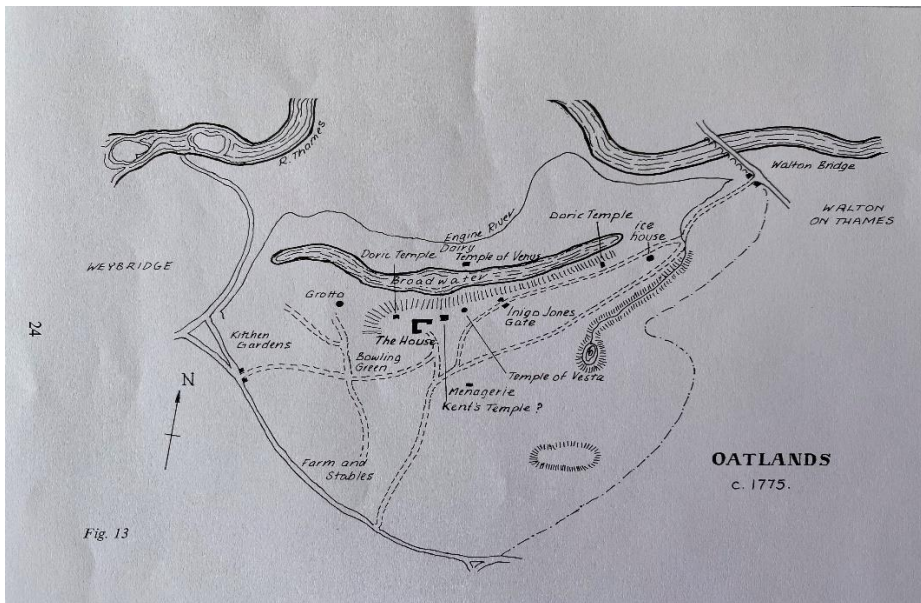 R. Thames
Walton Bridge
WALTON
ON THAMES
WEYBRIDGE
Engine River
Doric Temple
ice
house
Dairy
Doric Temple
Temple of Venus
Broadwater
Grotto
Inigo Jones
Gate
The House
Kitchen
Gardens
Bowling
Green
Temple of Vesta
Menagerie
Kent's Temple ?
N
24
Farm and
Stables
OATLANDS
c. 1775.
Fig. 13